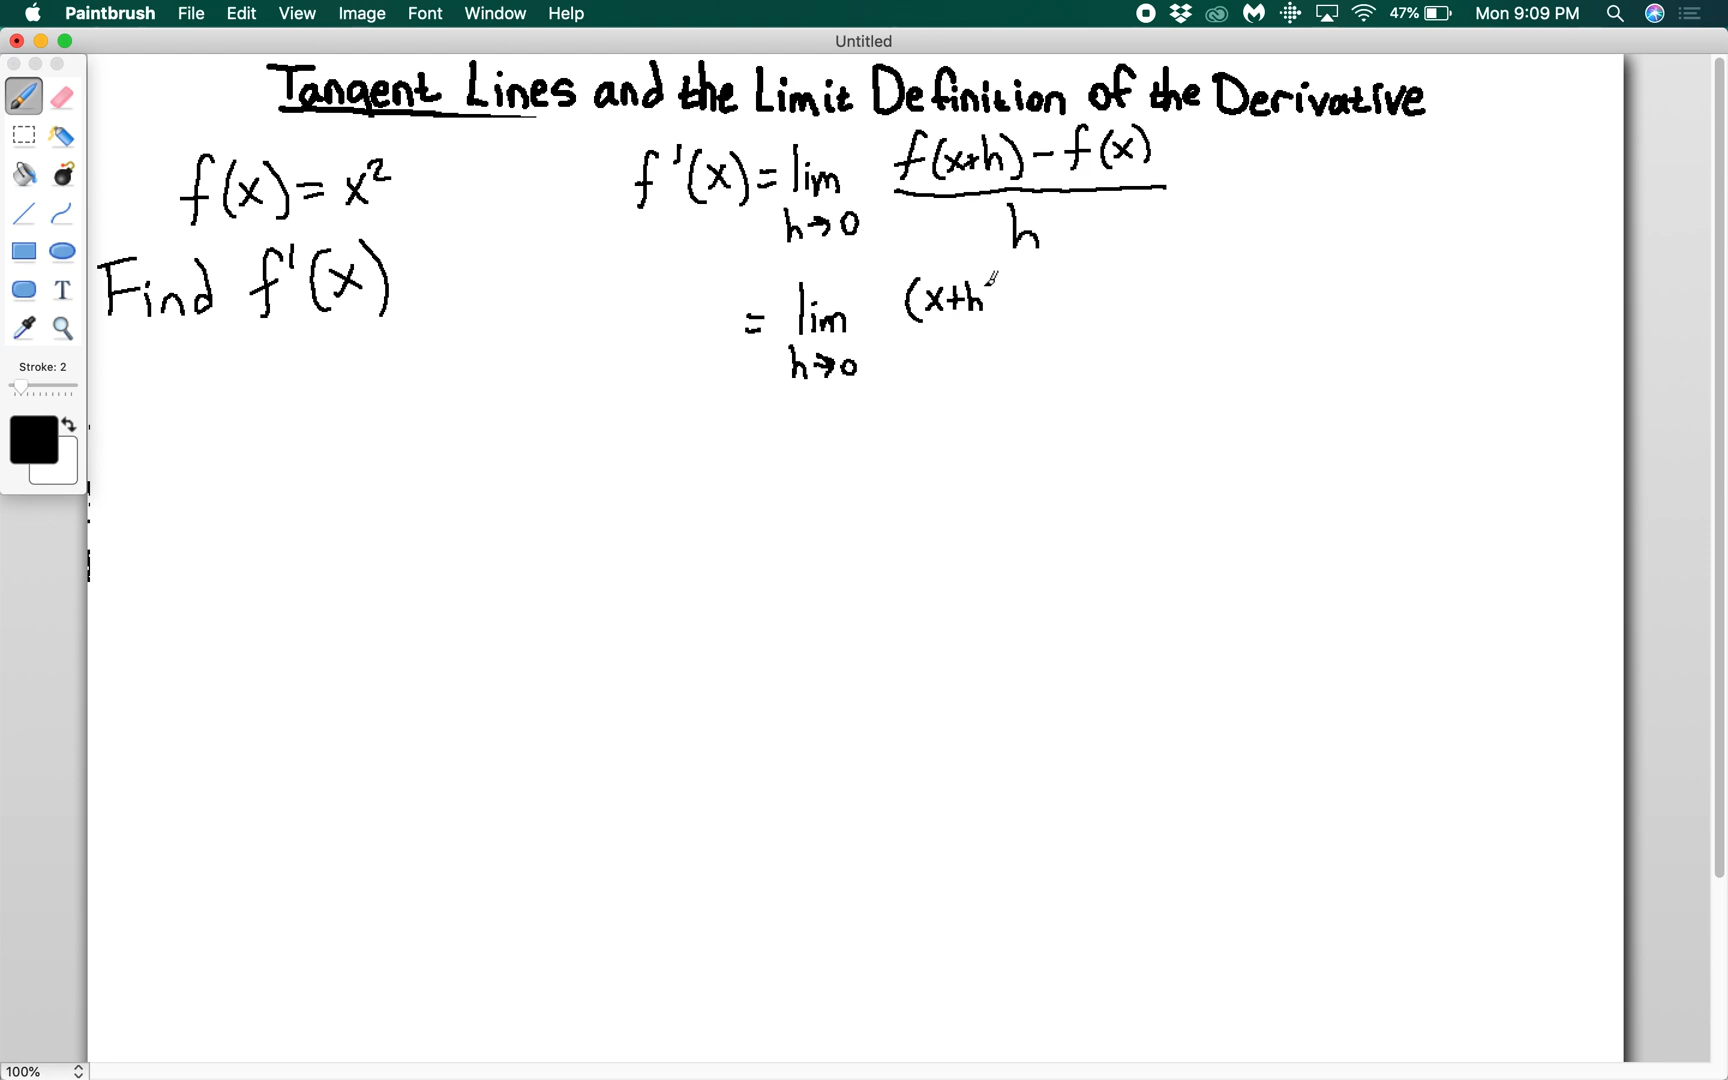 Paintbrush File Edit View Image Font Window Help 47% Mon 9:09 PM
Untitled
Tangent Lines and the Limit Definition of the Derivative
f(x) = x²
f'(x) = lim h→0 f(x+h) - f(x) / h
Find f'(x)
= lim h→0 (x+h
T
Stroke: 2
100%